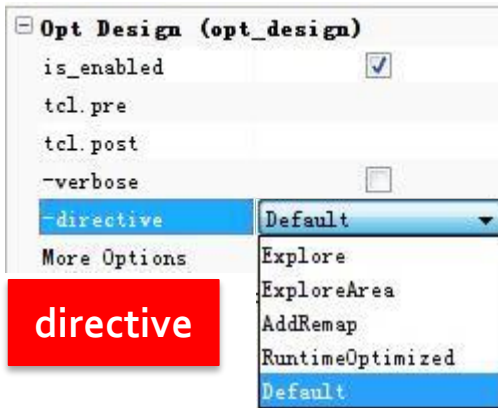 Opt Design (opt_design)
is_enabled
tcl.pre
tcl.post
-verbose
-directive Default
More Options
Explore
ExploreArea
AddRemap
RuntimeOptimized
Default
directive